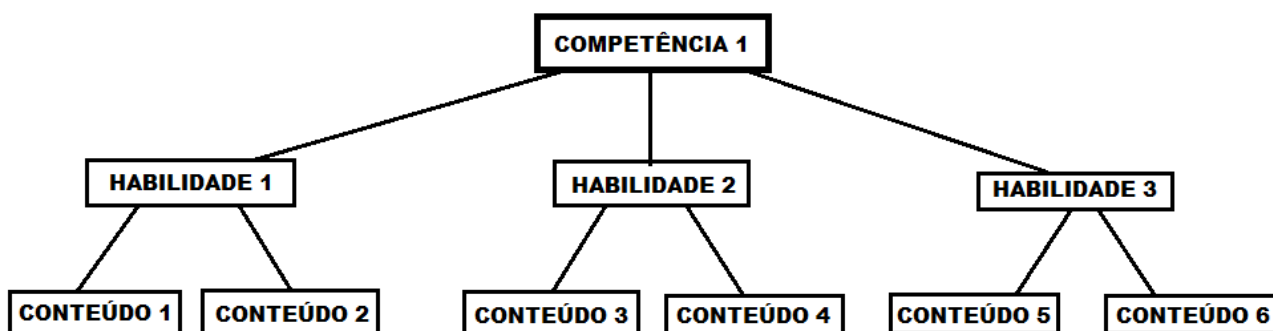 COMPETÊNCIA 1
HABILIDADE 1
HABILIDADE 2
HABILIDADE 3
CONTEÚDO 1
CONTEÚDO 2
CONTEÚDO 3
CONTEÚDO 4
CONTEÚDO 5
CONTEÚDO 6